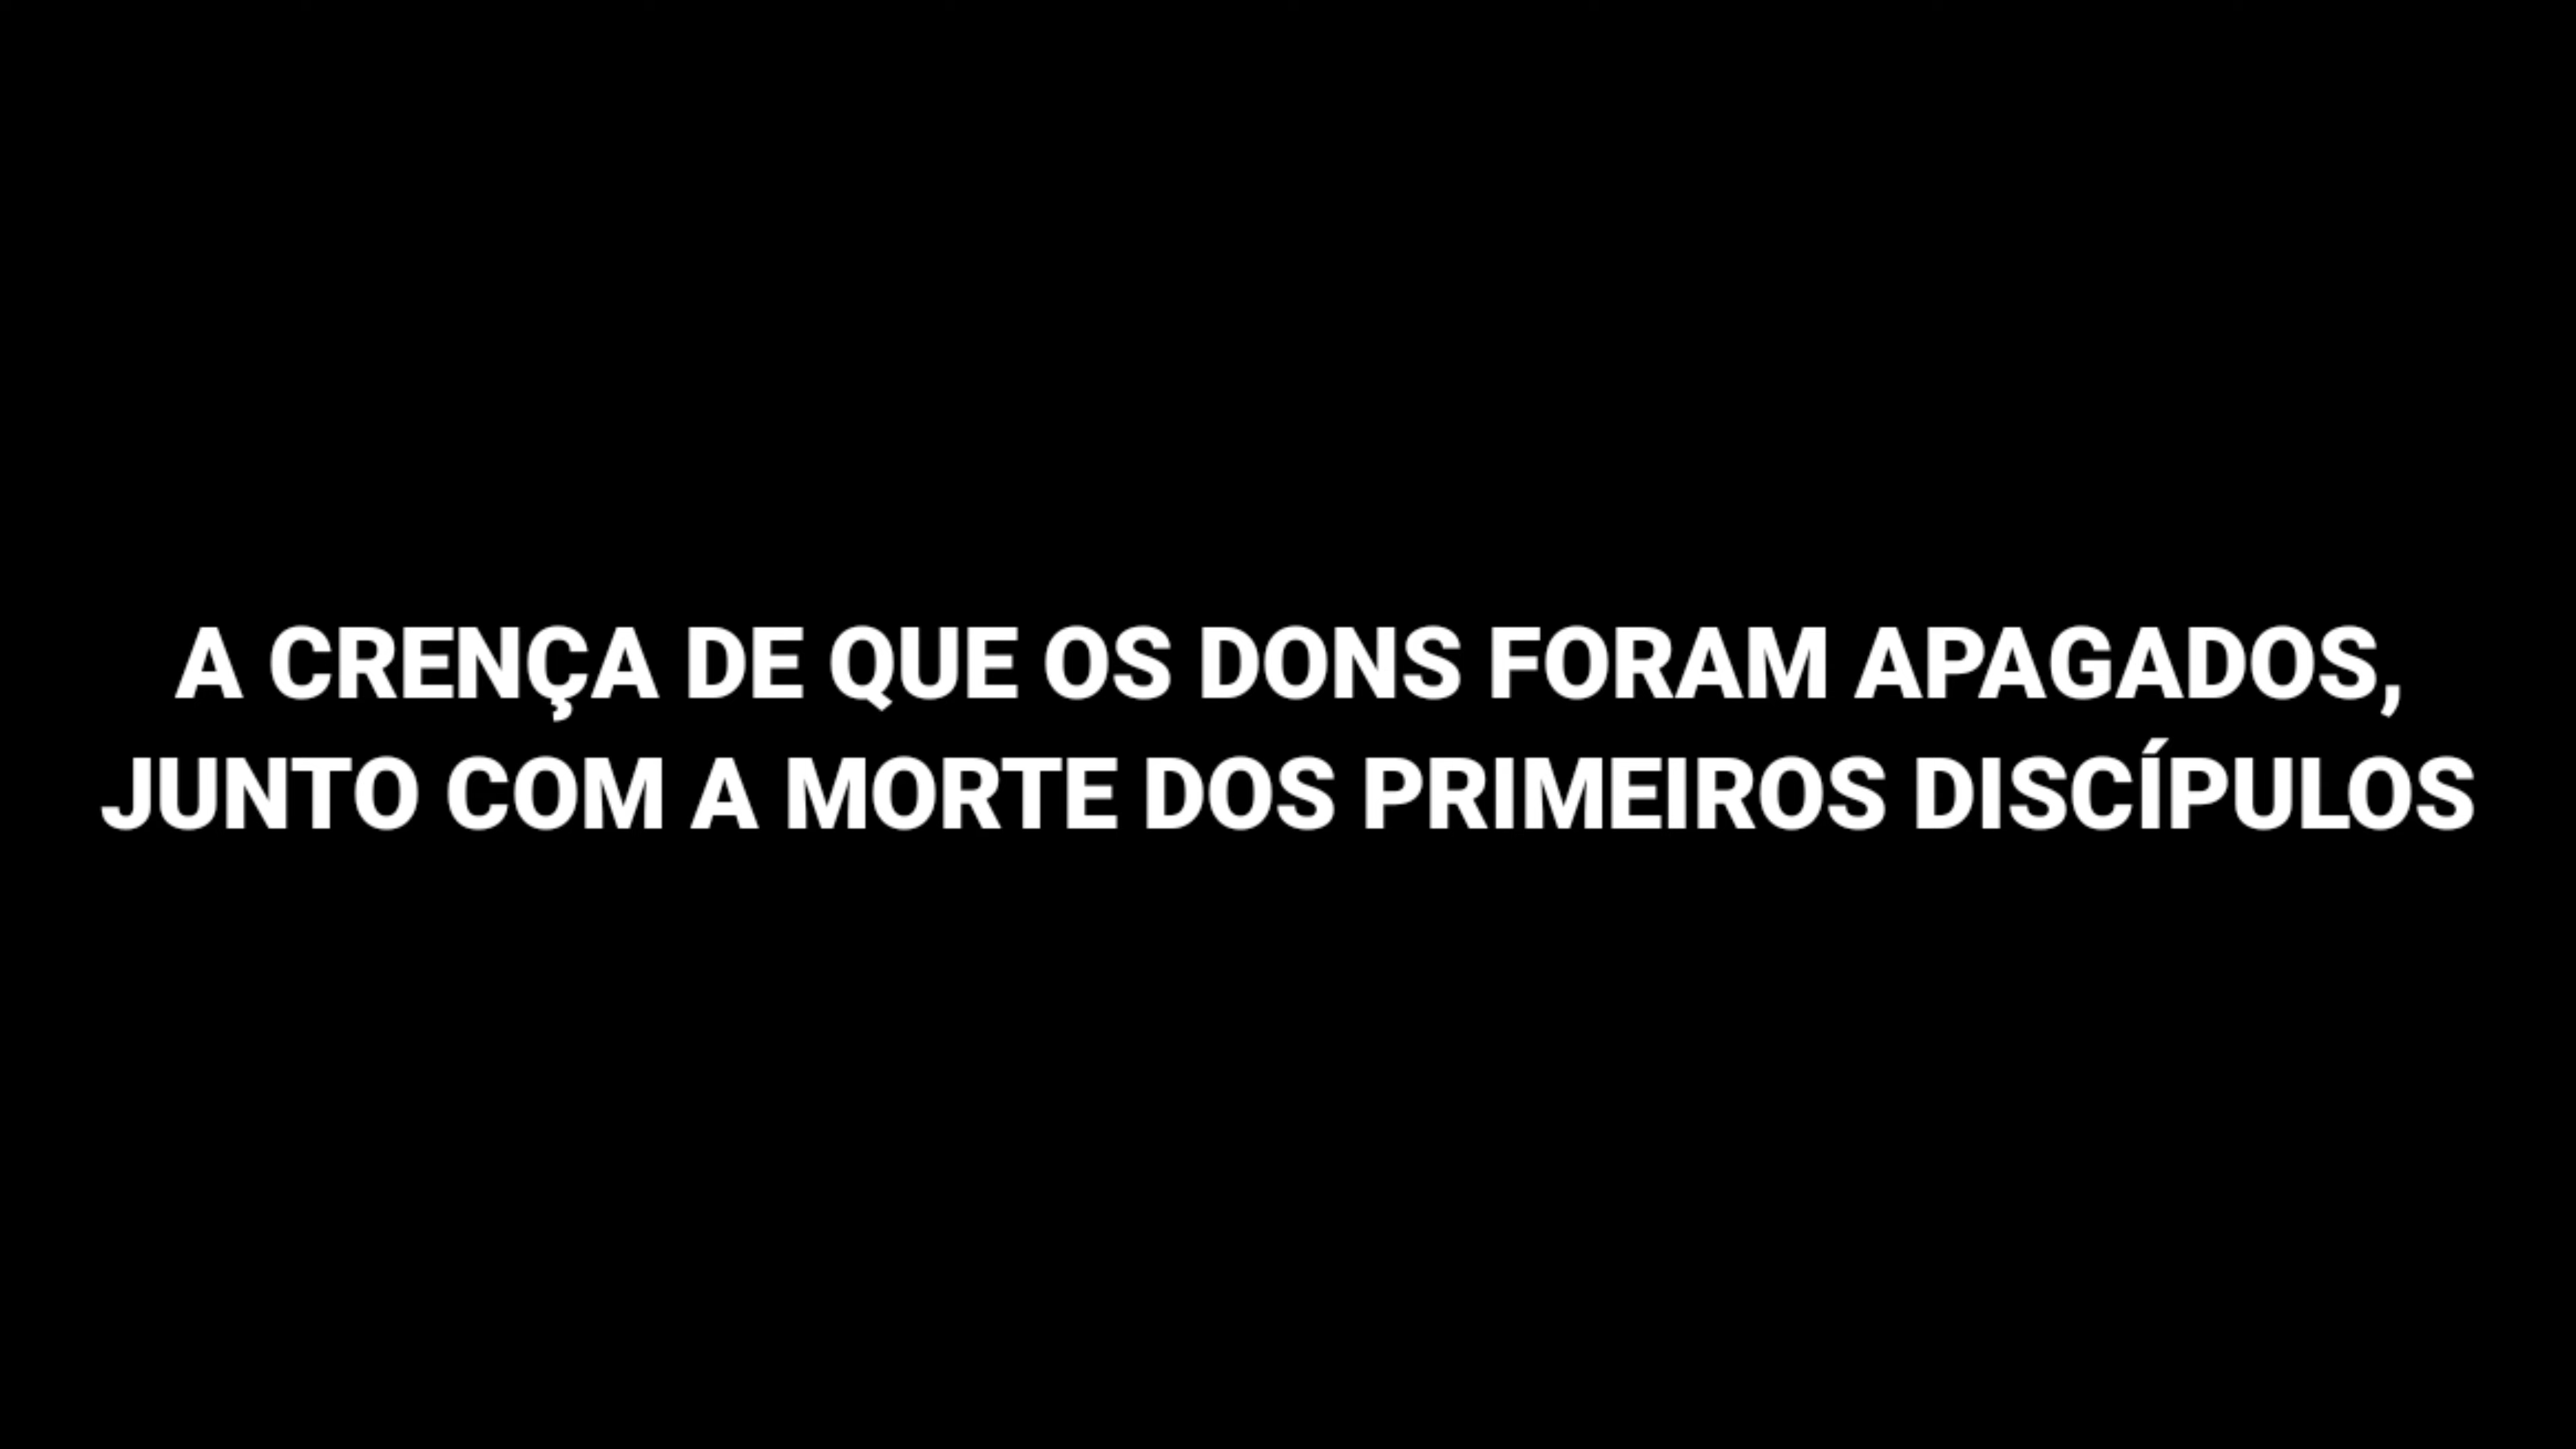 A CRENÇA DE QUE OS DONS FORAM APAGADOS,
JUNTO COM A MORTE DOS PRIMEIROS DISCÍPULOS